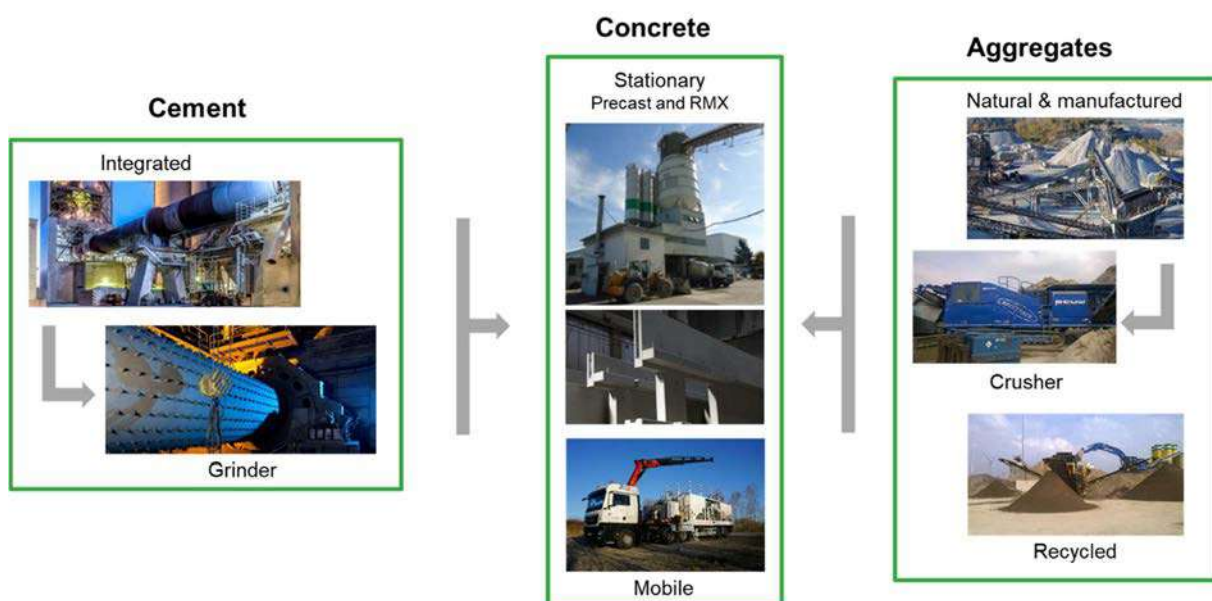 Cement
Integrated
Grinder
Concrete
Stationary
Precast and RMX
Mobile
Aggregates
Natural & manufactured
Crusher
Recycled